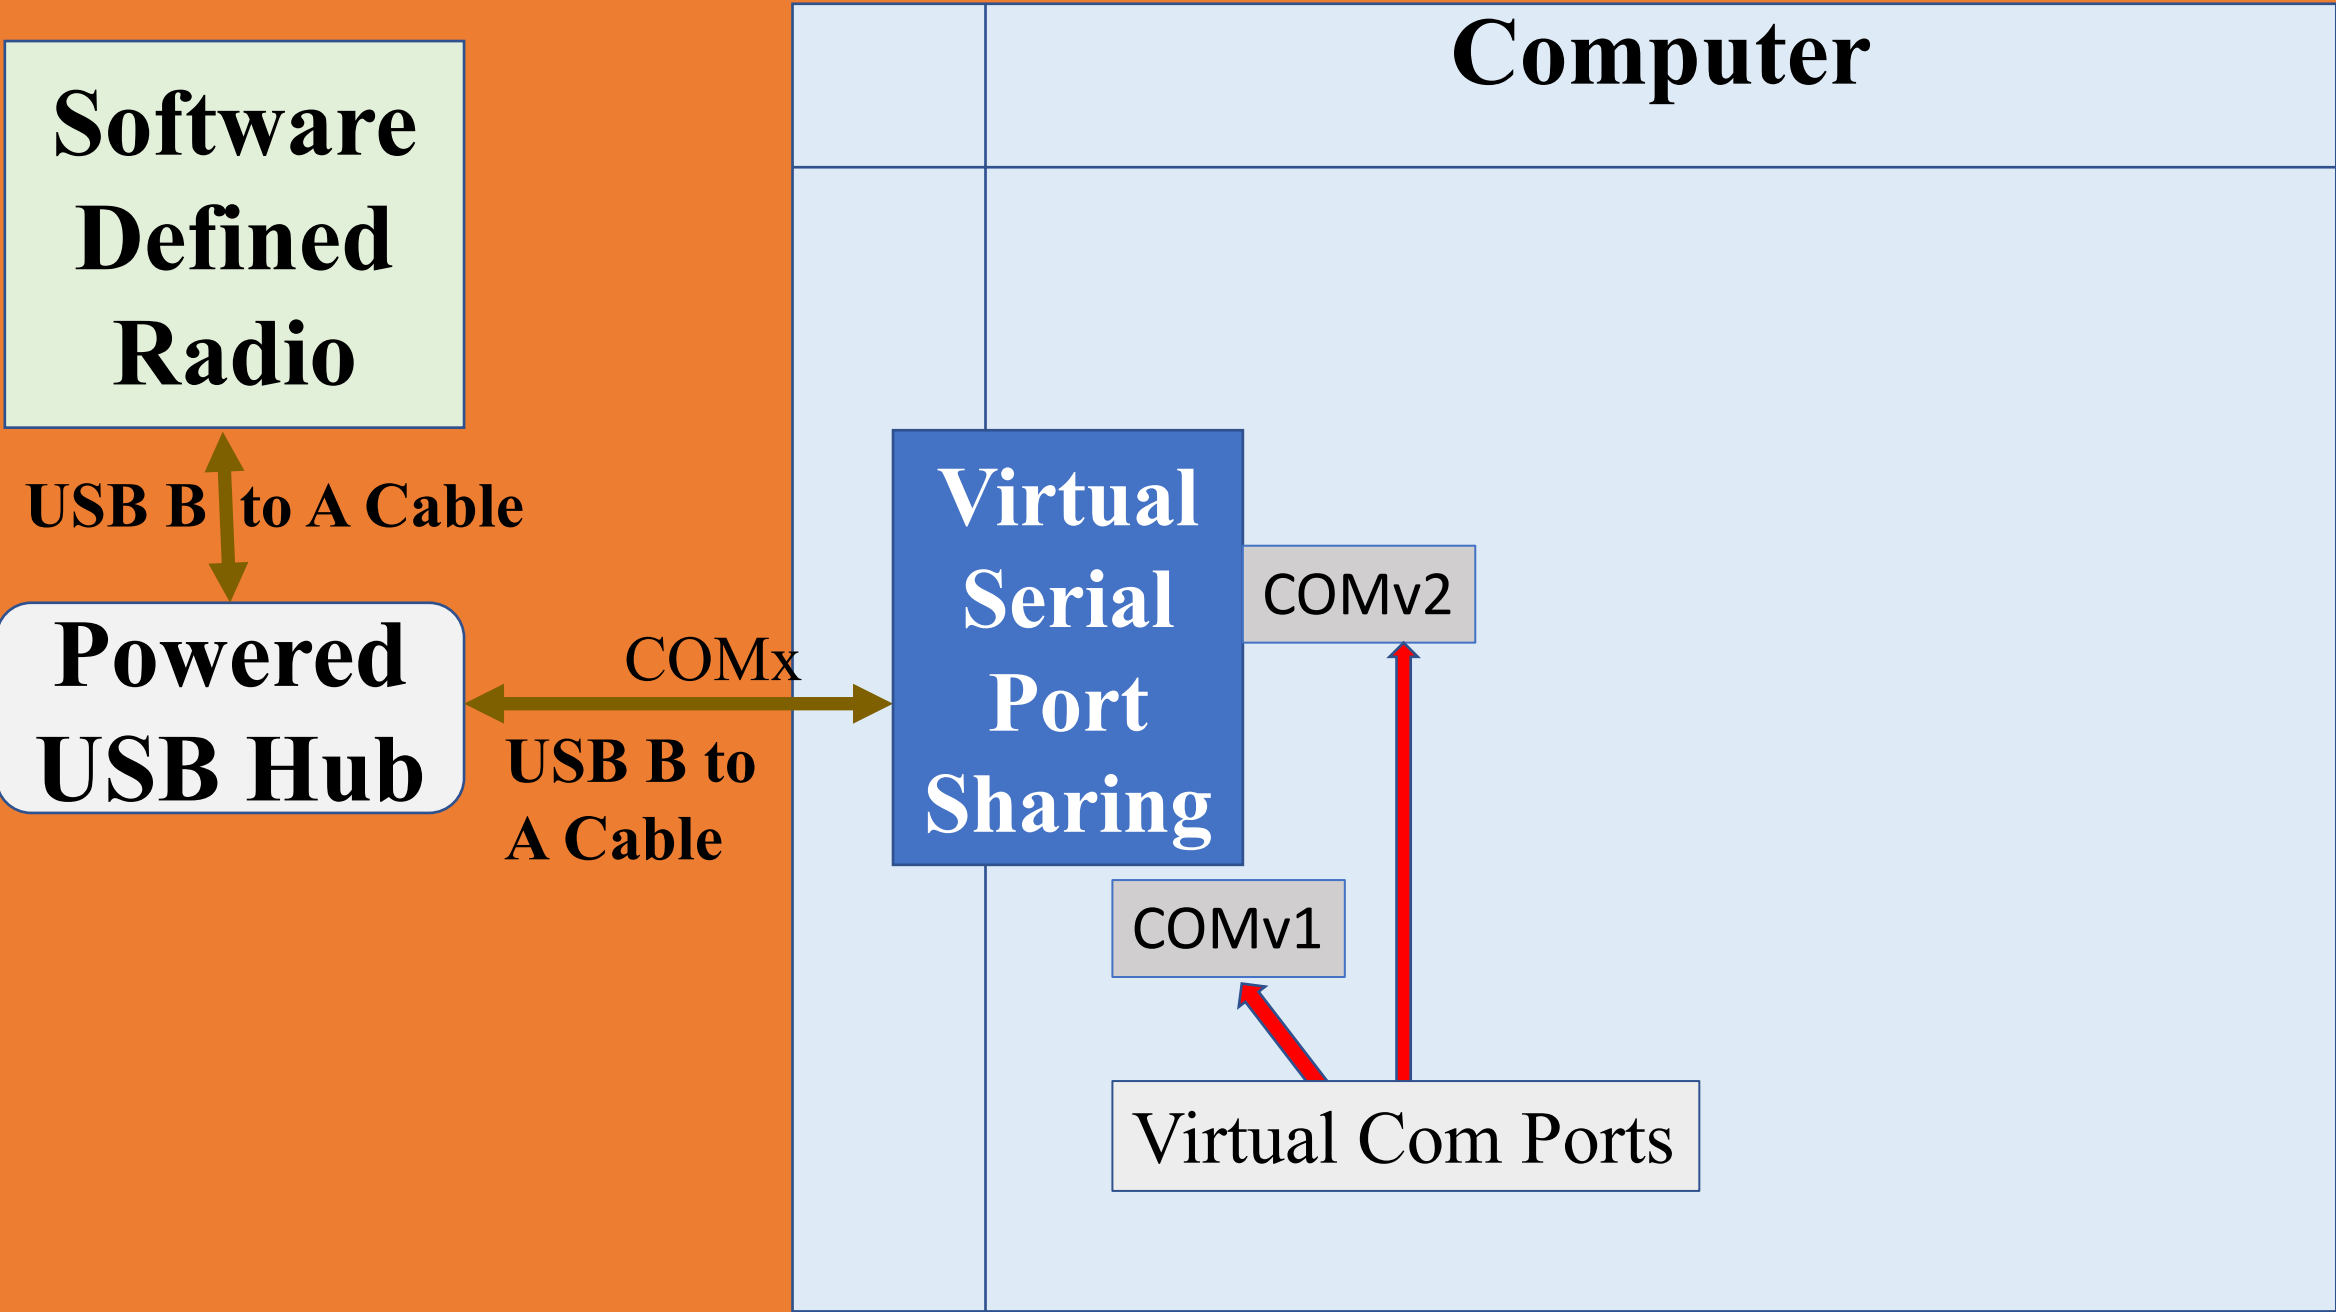 Computer
Software
Defined
Radio
USB B to A Cable
Powered
USB Hub
COMx
USB B to
A Cable
Virtual
Serial
Port
Sharing
COMv2
COMv1
Virtual Com Ports